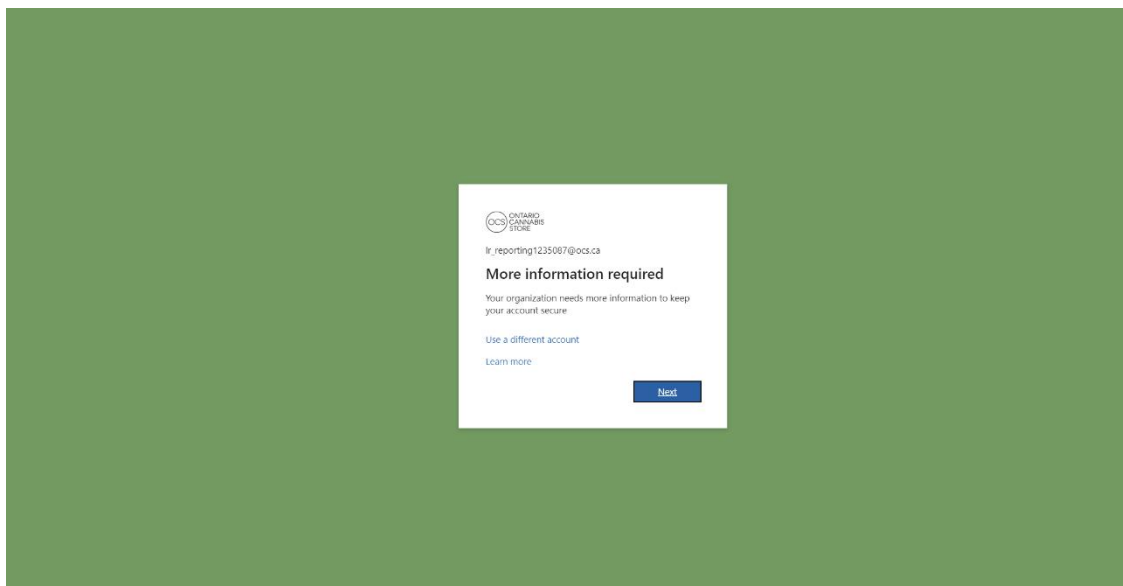 OCS ONTARIO
CANNABIS
STORE
lr_reporting1235087@ocs.ca
More information required
Your organization needs more information to keep
your account secure
Use a different account
Learn more
Next